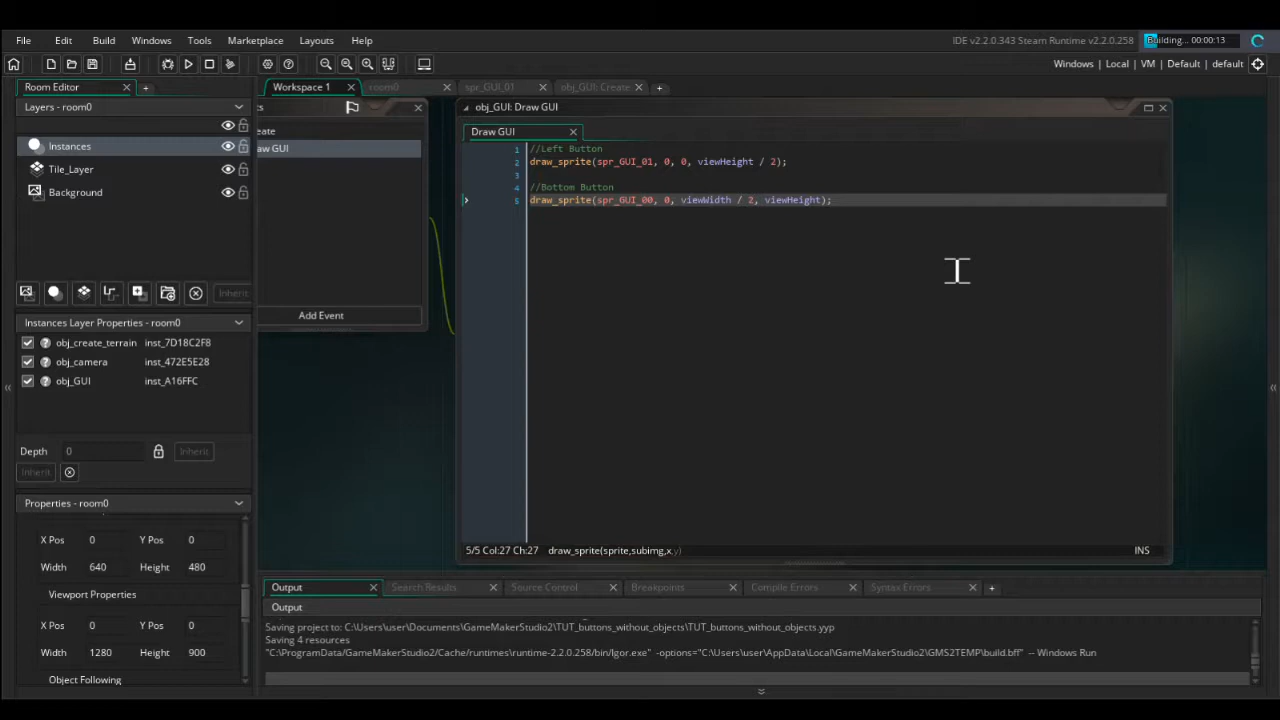 File Edit Build Windows Tools Marketplace Layouts Help
IDE v2.2.0.343 Steam Runtime v2.2.0.258
Building... 00:00:13
Windows | Local | VM | Default | default
Room Editor
Workspace 1
room0
spr_GUI_01
obj_GUI: Create
Layers - room0
Instances
Tile_Layer
Background
Inherit
Instances Layer Properties - room0
obj_create_terrain inst_7D18C2F8
obj_camera inst_472E5E28
obj_GUI inst_A16FFC
Depth 0 Inherit
Inherit
Properties - room0
X Pos 0 Y Pos 0
Width 640 Height 480
Viewport Properties
X Pos 0 Y Pos 0
Width 1280 Height 900
Object Following
ts
eate
aw GUI
Add Event
obj_GUI: Draw GUI
Draw GUI
1 //Left Button
2 draw_sprite(spr_GUI_01, 0, 0, viewHeight / 2);
3
4 //Bottom Button
5 draw_sprite(spr_GUI_00, 0, viewWidth / 2, viewHeight);
5/5 Col:27 Ch:27 draw_sprite(sprite,subimg,x,y)
INS
Output Search Results Source Control Breakpoints Compile Errors Syntax Errors
Output
Saving project to: C:\Users\user\Documents\GameMakerStudio2\TUT_buttons_without_objects\TUT_buttons_without_objects.yyp
Saving 4 resources
"C:\ProgramData/GameMakerStudio2/Cache/runtimes\runtime-2.2.0.258/bin/Igor.exe" -options="C:\Users\user\AppData\Local\GameMakerStudio2\GMS2TEMP\build.bff" -- Windows Run